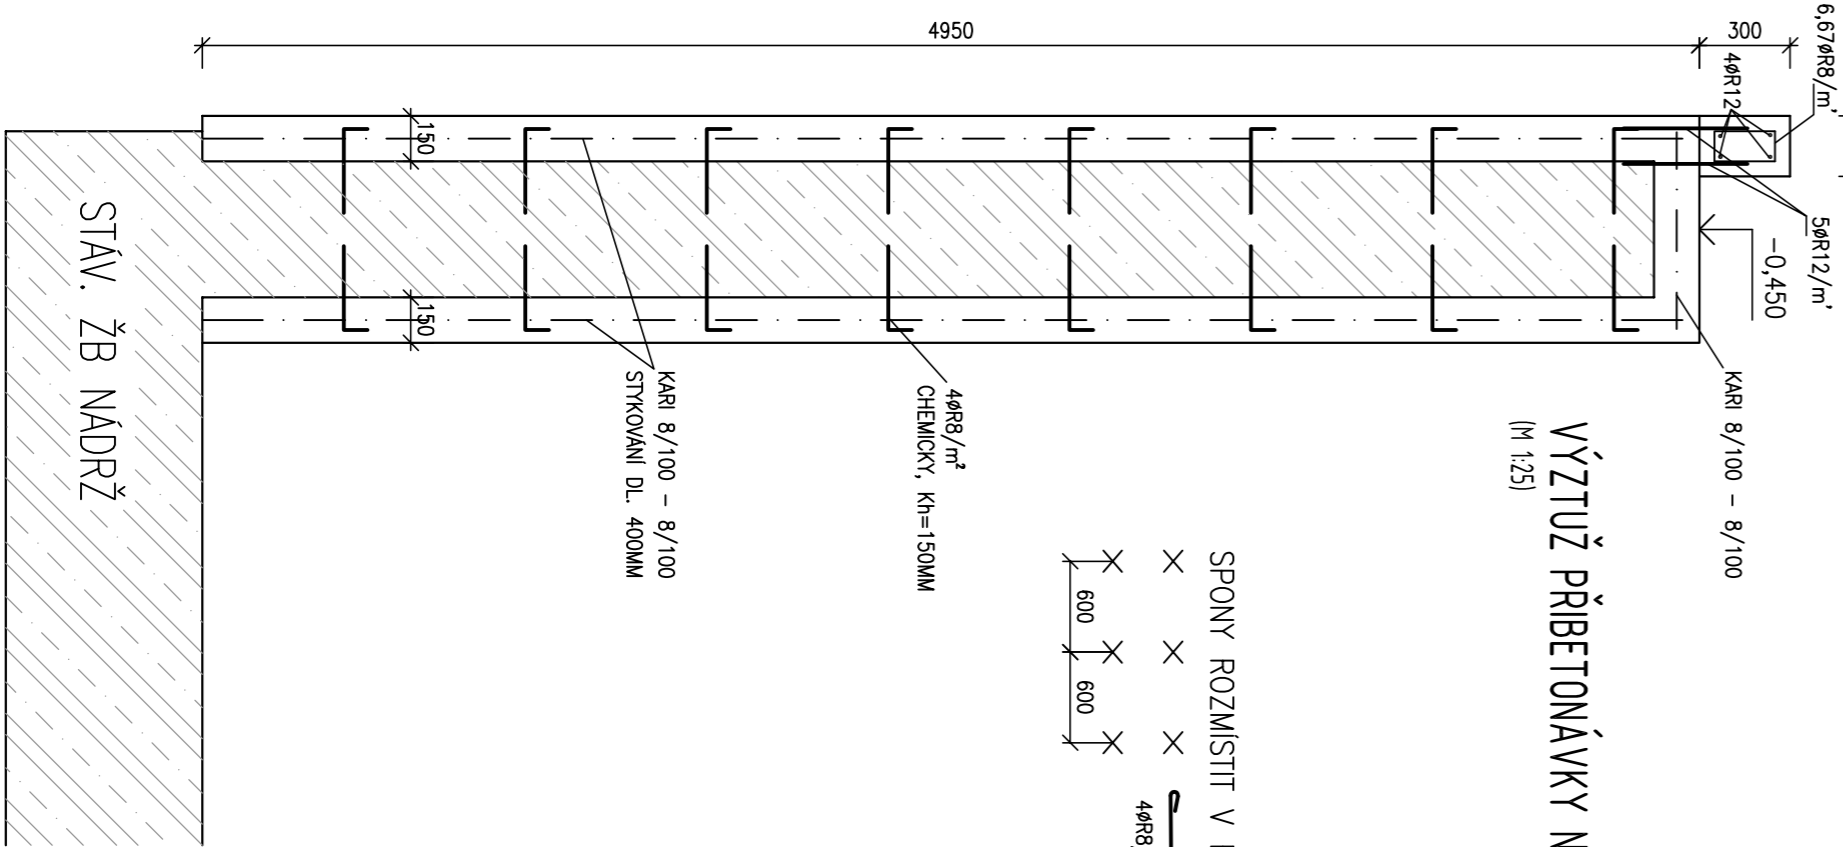 VÝZTUŽ PŘIBETONÁVKY
(M 1:25)
6,67øR8/m'
4øR12
5øR12/m'
-0,450
KARI 8/100 - 8/100
300
4950
150
150
4øR8/m²
CHEMICKY, Kh=150MM
KARI 8/100 - 8/100
STYKOVÁNÍ DL. 400MM
SPONY ROZMÍSTIT V
600
600
4øR8
STÁV. ŽB NÁDRŽ